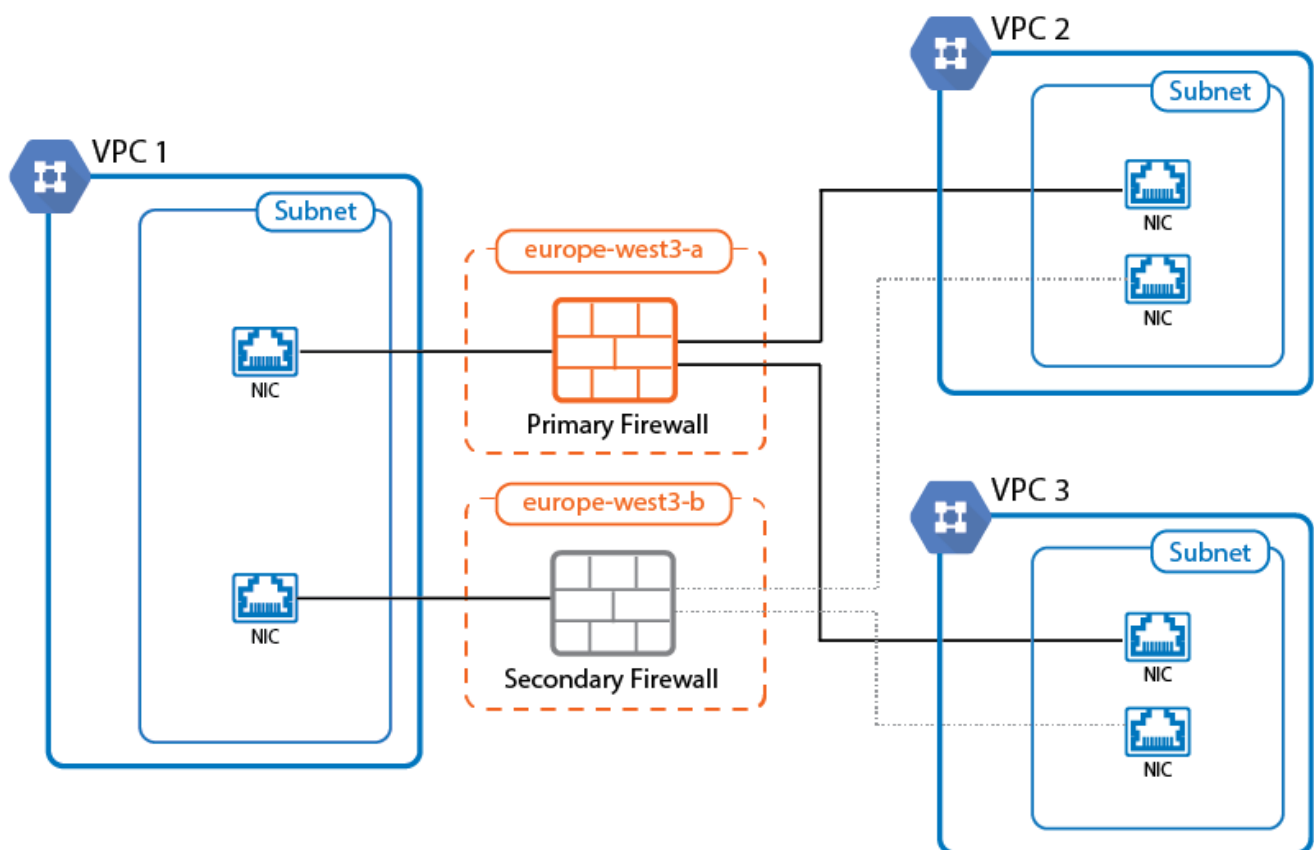 VPC 1
Subnet
NIC
NIC
europe-west3-a
Primary Firewall
europe-west3-b
Secondary Firewall
VPC 2
Subnet
NIC
NIC
VPC 3
Subnet
NIC
NIC